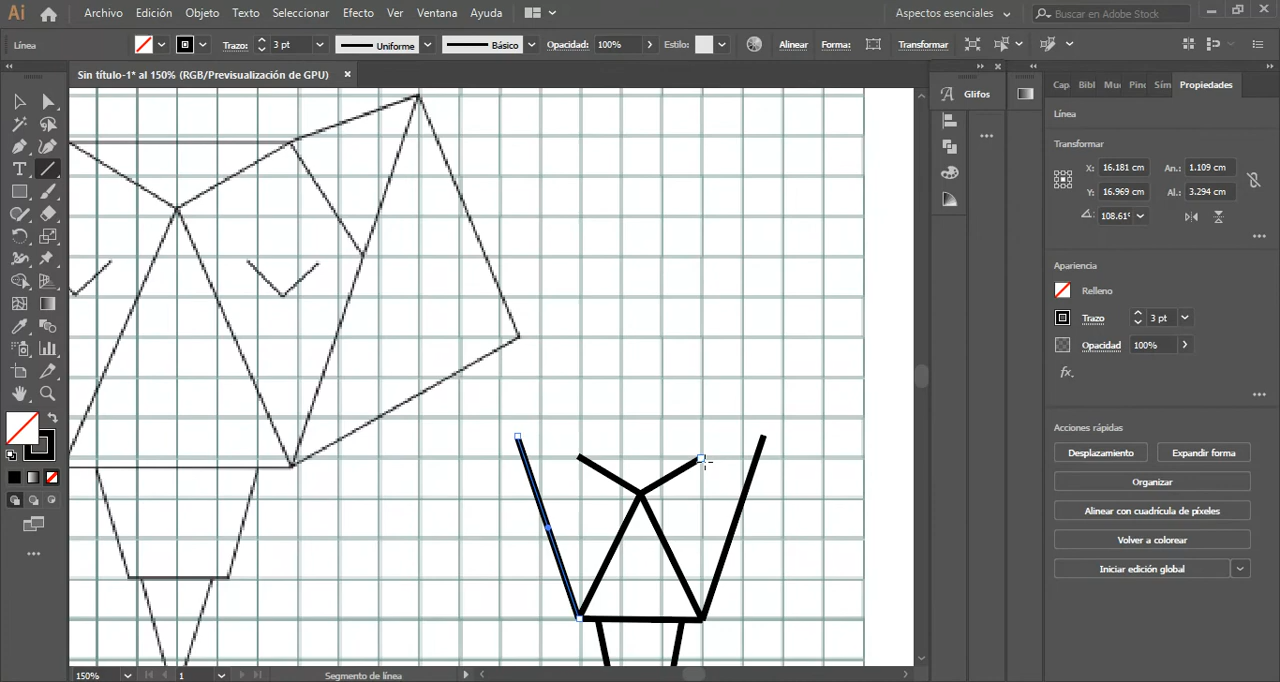 Ai Archivo Edición Objeto Texto Seleccionar Efecto Ver Ventana Ayuda Aspectos esenciales Buscar en Adobe Stock
Línea Trazo: 3 pt Uniforme Básico Opacidad: 100% Estilo: Alinear Forma: Transformar
Sin título-1* al 150% (RGB/Previsualización de GPU)
Glifos
Cap Bibl Mu Pinc Sím Propiedades
Línea
Transformar
X: 16.181 cm An.: 1.109 cm
Y: 16.969 cm Al.: 3.294 cm
108.61°
Apariencia
Relleno
Trazo 3 pt
Opacidad 100%
fx.
Acciones rápidas
Desplazamiento Expandir forma
Organizar
Alinear con cuadrícula de píxeles
Volver a colorear
Iniciar edición global
150% 1 Segmento de línea